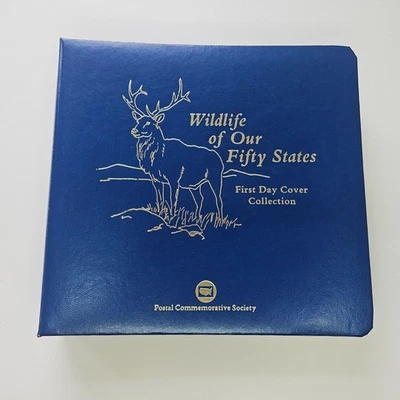 Wildlife
of Our
Fifty States
First Day Cover
Collection
Postal Commemorative Society